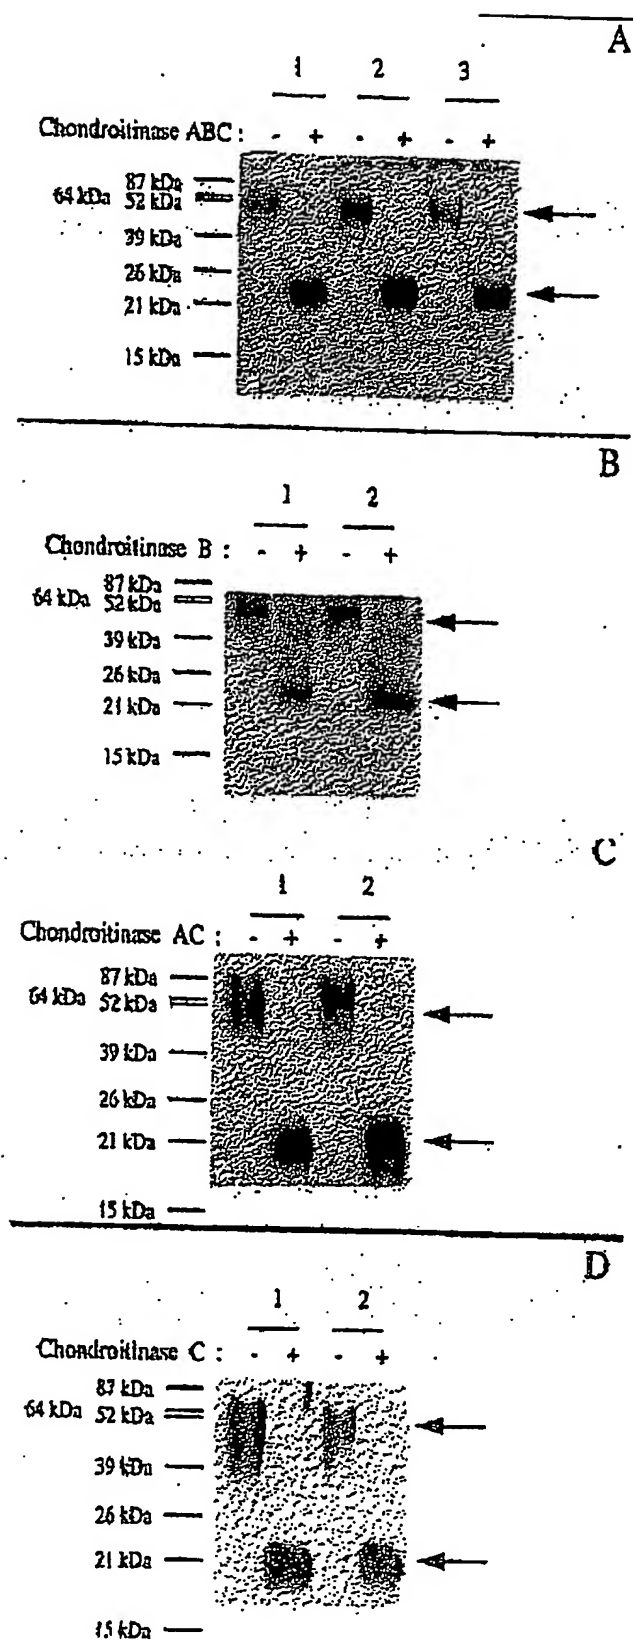 A
1 2 3
Chondroitinase ABC : - + - + - +
87 kDa
64 kDa 52 kDa
39 kDa
26 kDa
21 kDa
15 kDa
B
1 2
Chondroitinase B : - + - +
87 kDa
64 kDa 52 kDa
39 kDa
26 kDa
21 kDa
15 kDa
C
1 2
Chondroitinase AC : - + - +
87 kDa
64 kDa 52 kDa
39 kDa
26 kDa
21 kDa
15 kDa
D
1 2
Chondroitinase C : - + - +
87 kDa
64 kDa 52 kDa
39 kDa
26 kDa
21 kDa
15 kDa